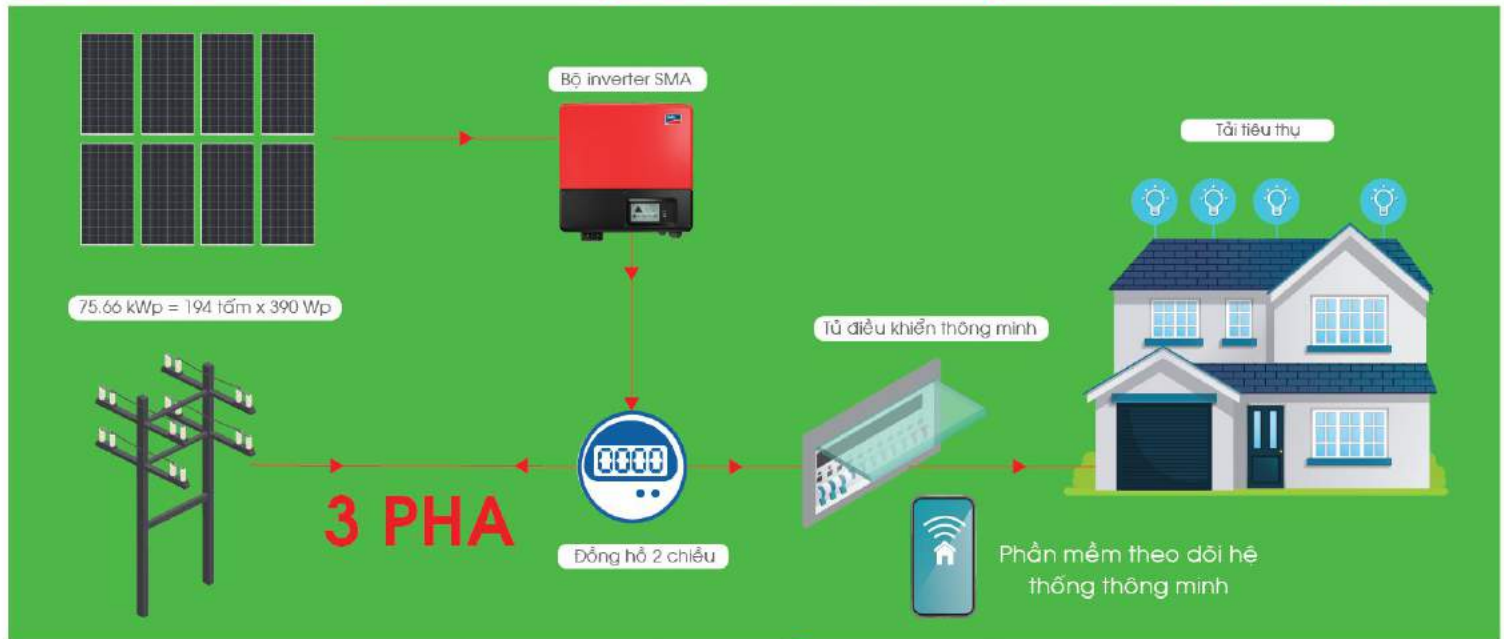 Bộ inverter SMA
Tải tiêu thụ
75.66 kWp = 194 tấm x 390 Wp
Tủ điều khiển thông minh
0000
3 PHA
Đồng hồ 2 chiều
Phần mềm theo dõi hệ
thống thông minh